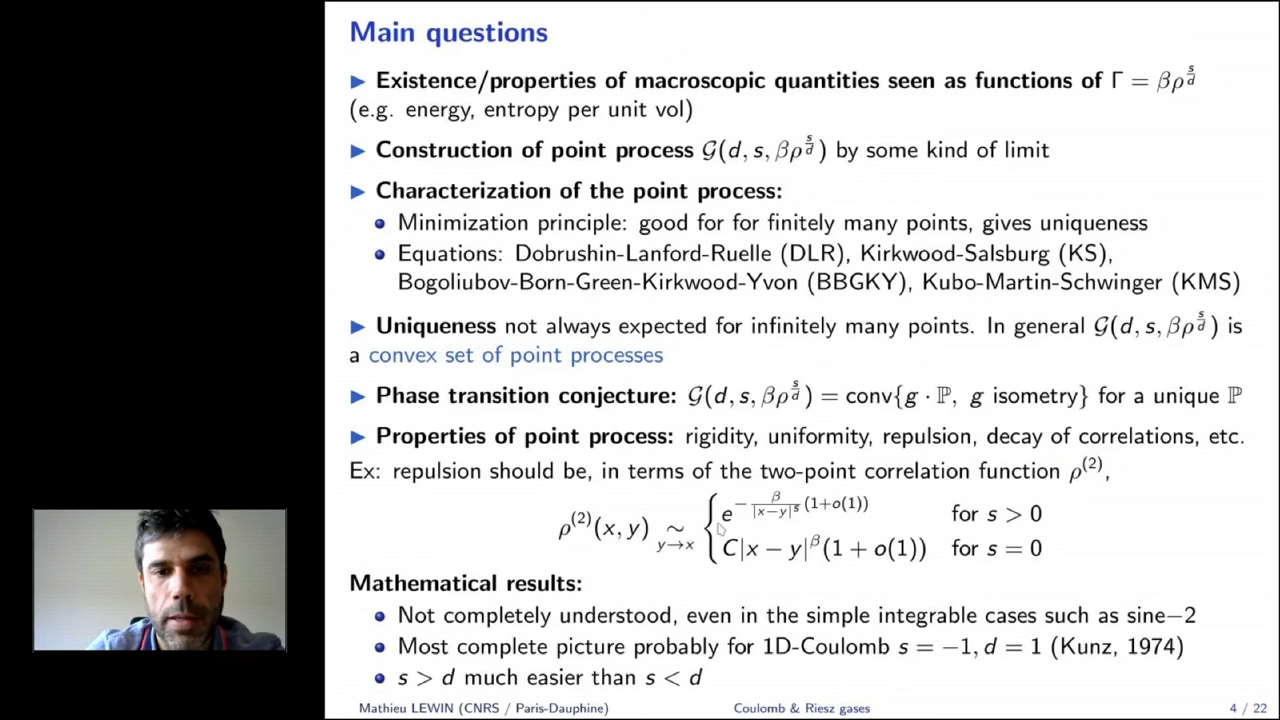 Main questions
▶ Existence/properties of macroscopic quantities seen as functions of Γ = βρ^{s/d}
(e.g. energy, entropy per unit vol)
▶ Construction of point process 𝒢(d, s, βρ^{s/d}) by some kind of limit
▶ Characterization of the point process:
• Minimization principle: good for for finitely many points, gives uniqueness
• Equations: Dobrushin-Lanford-Ruelle (DLR), Kirkwood-Salsburg (KS),
Bogoliubov-Born-Green-Kirkwood-Yvon (BBGKY), Kubo-Martin-Schwinger (KMS)
▶ Uniqueness not always expected for infinitely many points. In general 𝒢(d, s, βρ^{s/d}) is
a convex set of point processes
▶ Phase transition conjecture: 𝒢(d, s, βρ^{s/d}) = conv{g · ℙ, g isometry} for a unique ℙ
▶ Properties of point process: rigidity, uniformity, repulsion, decay of correlations, etc.
Ex: repulsion should be, in terms of the two-point correlation function ρ^{(2)},
ρ^{(2)}(x, y) ∼_{y→x} { e^{−\frac{β}{|x−y|^s}(1+o(1))} for s > 0
C|x − y|^β(1 + o(1)) for s = 0
Mathematical results:
• Not completely understood, even in the simple integrable cases such as sine−2
• Most complete picture probably for 1D-Coulomb s = −1, d = 1 (Kunz, 1974)
• s > d much easier than s < d
Mathieu LEWIN (CNRS / Paris-Dauphine) Coulomb & Riesz gases 4 / 22